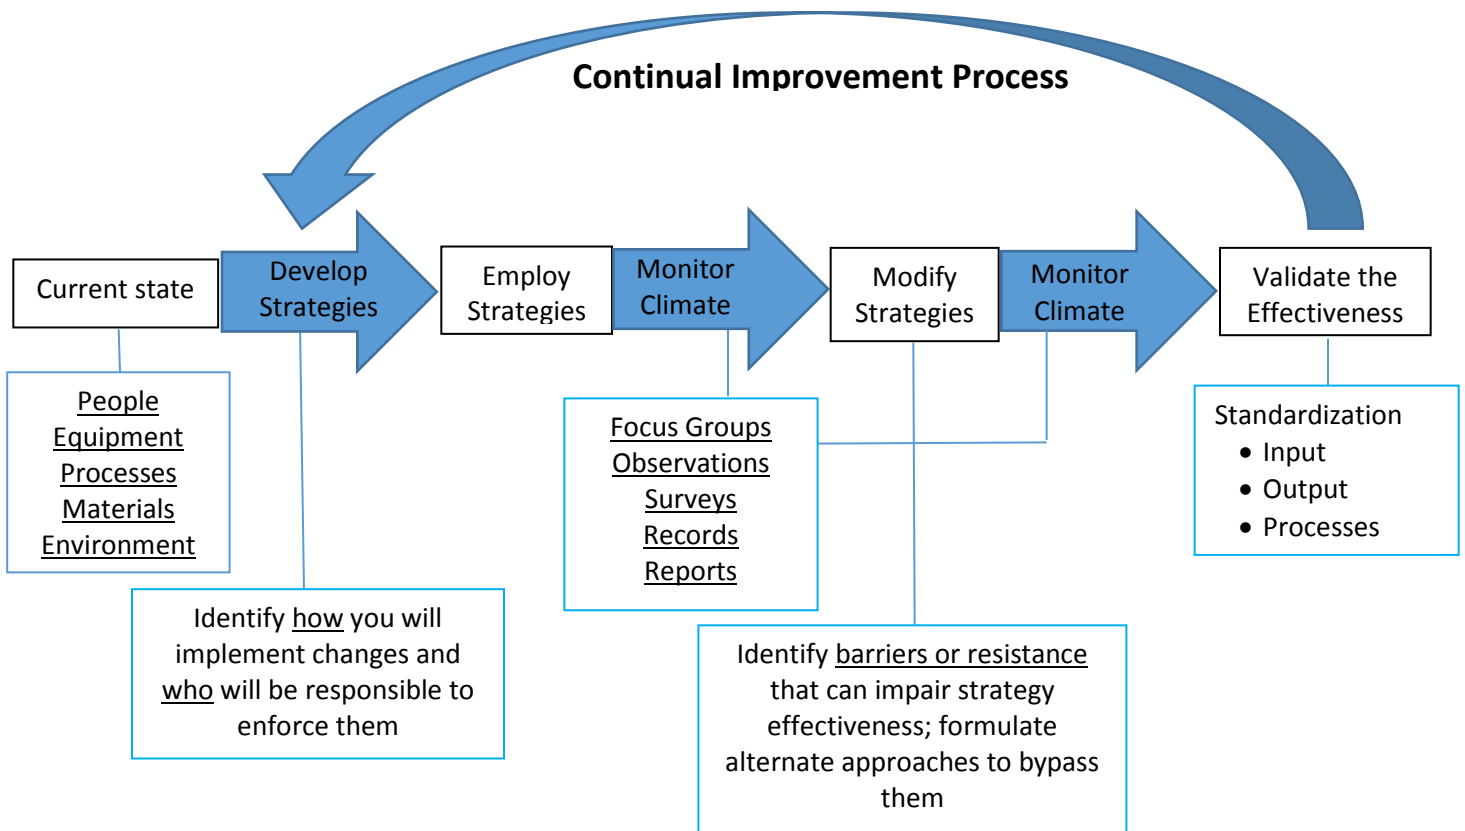 Continual Improvement Process
Current state
Develop
Strategies
Employ
Strategies
Monitor
Climate
Modify
Strategies
Monitor
Climate
Validate the
Effectiveness
People
Equipment
Processes
Materials
Environment
Focus Groups
Observations
Surveys
Records
Reports
Standardization
• Input
• Output
• Processes
Identify how you will
implement changes and
who will be responsible to
enforce them
Identify barriers or resistance
that can impair strategy
effectiveness; formulate
alternate approaches to bypass
them